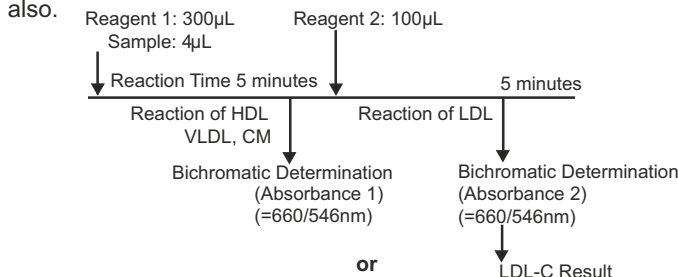 also.
Reagent 1: 300µL Reagent 2: 100µL
Sample: 4µL
Reaction Time 5 minutes 5 minutes
Reaction of HDL Reaction of LDL
VLDL, CM
Bichromatic Determination Bichromatic Determination
(Absorbance 1) (Absorbance 2)
(=660/546nm) (=660/546nm)
or
LDL-C Result